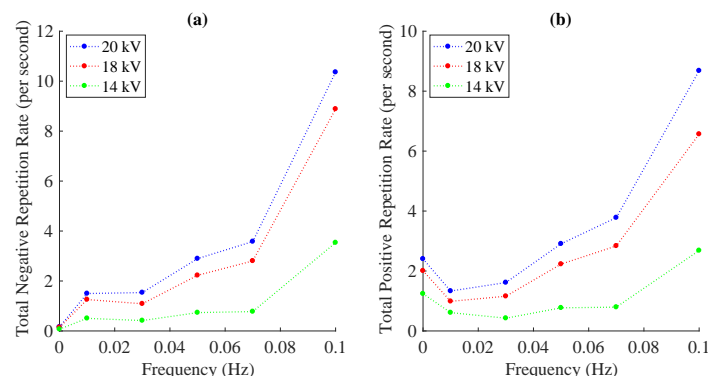 (a)
Total Negative Repetition Rate (per second)
12
10
8
6
4
2
0
20 kV
18 kV
14 kV
0
0.02
0.04
0.06
0.08
0.1
Frequency (Hz)
(b)
Total Positive Repetition Rate (per second)
10
8
6
4
2
0
20 kV
18 kV
14 kV
0
0.02
0.04
0.06
0.08
0.1
Frequency (Hz)